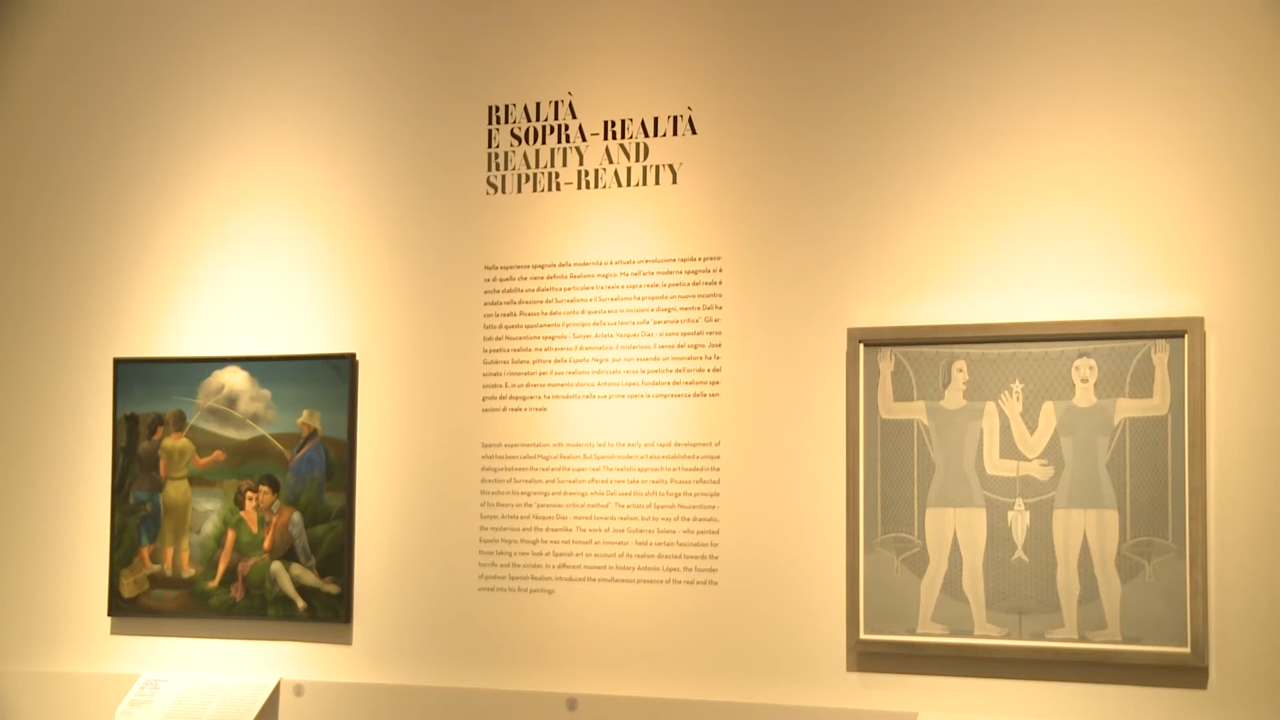 REALTÀ
E SOPRA-REALTÀ
REALITY AND
SUPER-REALITY
Nelle esperienze spagnole della modernità si è attuata un'evoluzione rapida e preco-
ce di quello che viene definito Realismo magico. Ma nell'arte moderna spagnola si è
anche stabilita una dialettica particolare tra reale e sopra reale: la poetica del reale è
andata nella direzione del Surrealismo e il Surrealismo ha proposto un nuovo incontro
con la realtà. Picasso ha dato conto di questa eco in incisioni e disegni, mentre Dalí ha
fatto di questo spostamento il principio della sua teoria sulla "paranoia critica". Gli ar-
tisti del Noucentisme spagnolo - Sunyer, Arteta, Vázquez Díaz - si sono spostati verso
la poetica realista, ma attraverso il drammatico, il misterioso, il senso del sogno. José
Gutiérrez Solana, pittore della España Negra, pur non essendo un innovatore ha fa-
scinato i rinnovatori per il suo realismo indirizzato verso le poetiche dell'orrido e del
sinistro. E, in un diverso momento storico, Antonio López, fondatore del realismo spa-
gnolo del dopoguerra, ha introdotto nelle sue prime opere la compresenza delle sen-
sazioni di reale e irreale.
Spanish experimentation with modernity led to the early and rapid development of
what has been called Magical Realism. But Spanish modern art also established a unique
dialogue between the real and the super-real. The realistic approach to art headed in the
direction of Surrealism, and Surrealism offered a new take on reality. Picasso reflected
this echo in his engravings and drawings, while Dalí used this shift to forge the principle
of his theory on the "paranoiac critical method". The artists of Spanish Noucentisme -
Sunyer, Arteta and Vázquez Díaz - moved towards realism, but by way of the dramatic,
the mysterious and the dreamlike. The work of José Gutiérrez Solana - who painted
España Negra, though he was not himself an innovator - held a certain fascination for
those taking a new look at Spanish art on account of its realism directed towards the
horrific and the sinister. In a different moment in history Antonio López, the founder
of postwar Spanish Realism, introduced the simultaneous presence of the real and the
unreal into his first paintings.